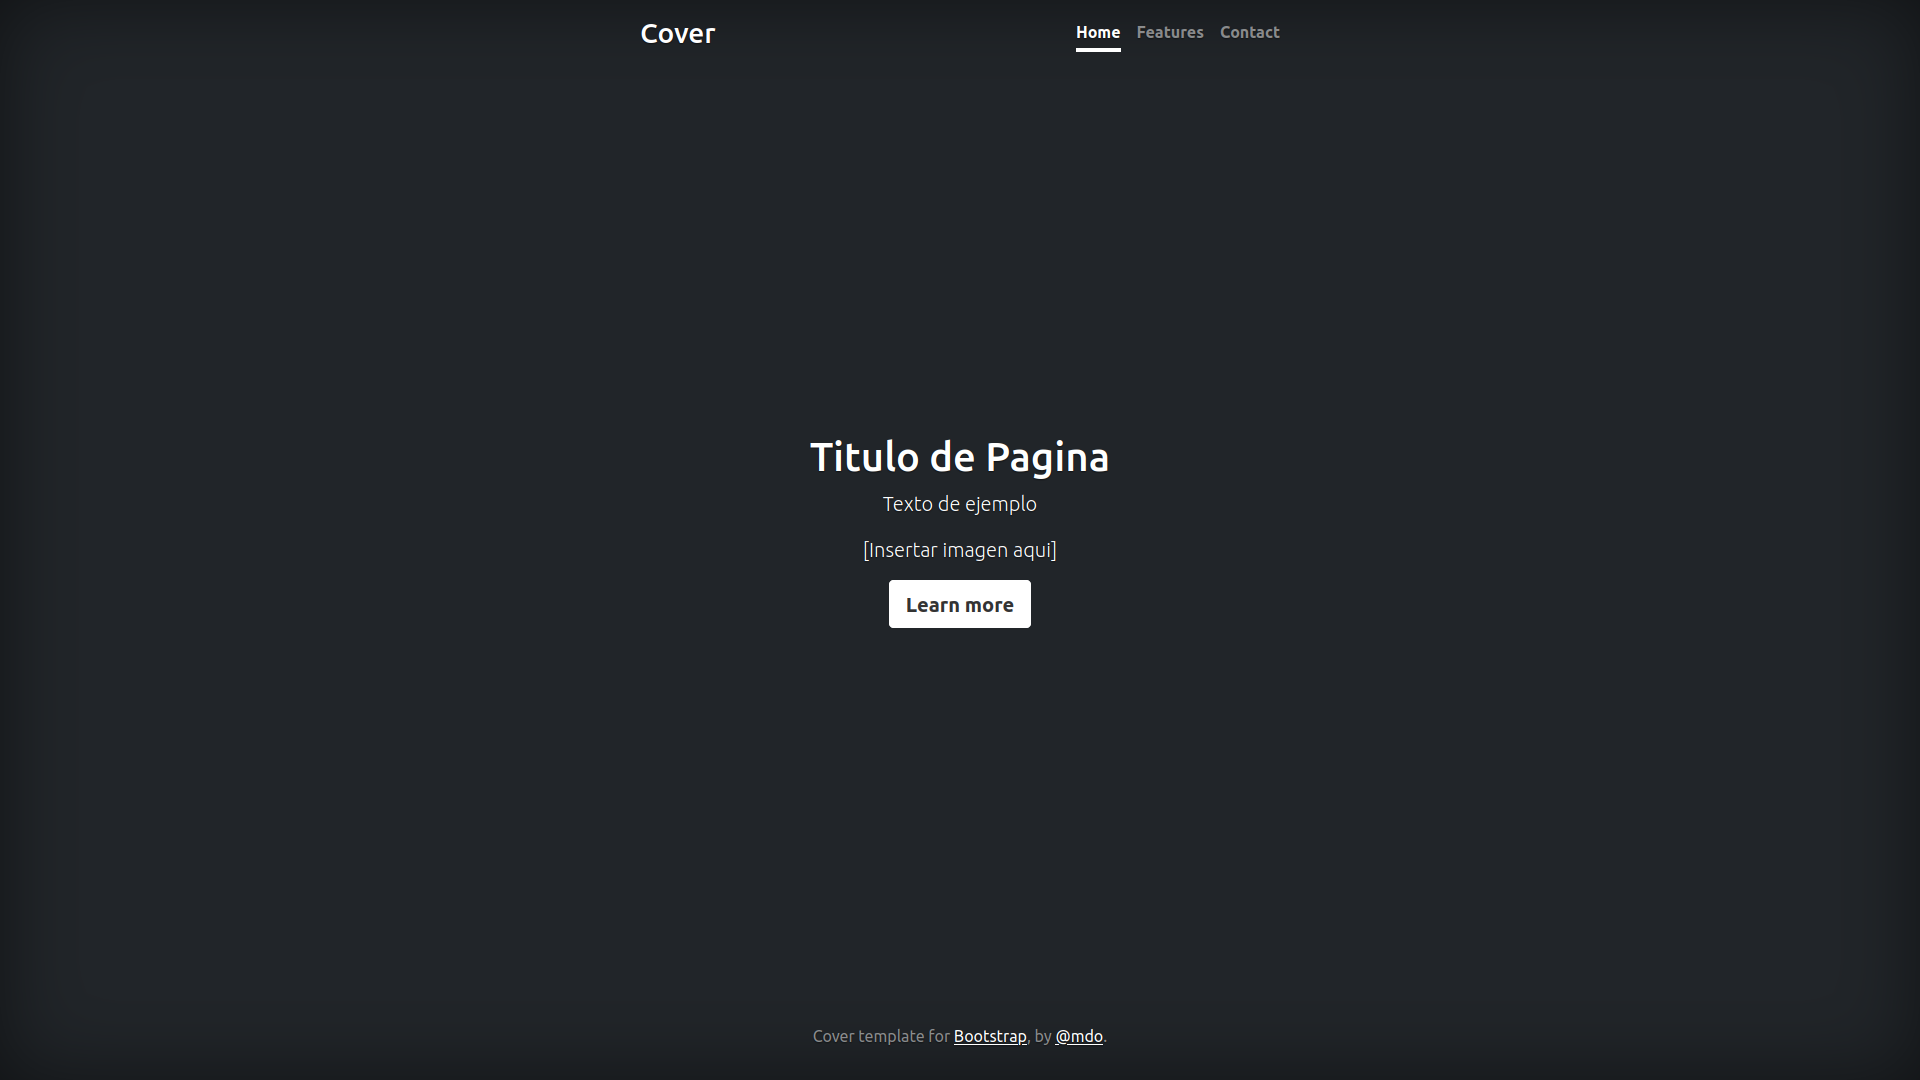 Cover
Home Features Contact
Titulo de Pagina
Texto de ejemplo
[Insertar imagen aqui]
Learn more
Cover template for Bootstrap, by @mdo.